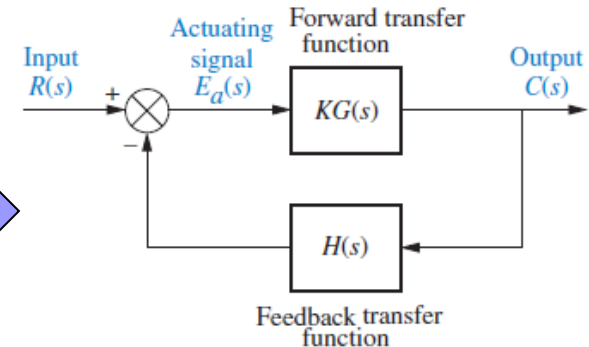 Input
R(s)
Actuating
signal
Ea(s)
Forward transfer
function
Output
C(s)
+
−
KG(s)
H(s)
Feedback transfer
function